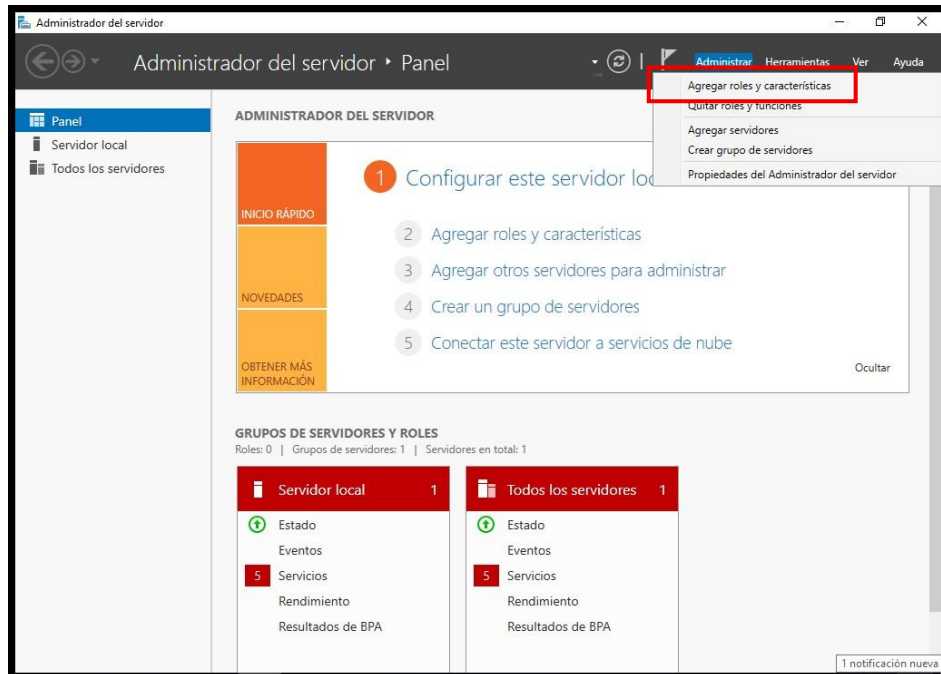 Administrador del servidor
Administrador del servidor ‣ Panel
Administrar Herramientas Ver Ayuda
Agregar roles y características
Quitar roles y funciones
Agregar servidores
Crear grupo de servidores
Propiedades del Administrador del servidor
Panel
Servidor local
Todos los servidores
ADMINISTRADOR DEL SERVIDOR
INICIO RÁPIDO
NOVEDADES
OBTENER MÁS
INFORMACIÓN
1 Configurar este servidor loc
2 Agregar roles y características
3 Agregar otros servidores para administrar
4 Crear un grupo de servidores
5 Conectar este servidor a servicios de nube
Ocultar
GRUPOS DE SERVIDORES Y ROLES
Roles: 0 | Grupos de servidores: 1 | Servidores en total: 1
Servidor local 1
Estado
Eventos
5 Servicios
Rendimiento
Resultados de BPA
Todos los servidores 1
Estado
Eventos
5 Servicios
Rendimiento
Resultados de BPA
1 notificación nueva